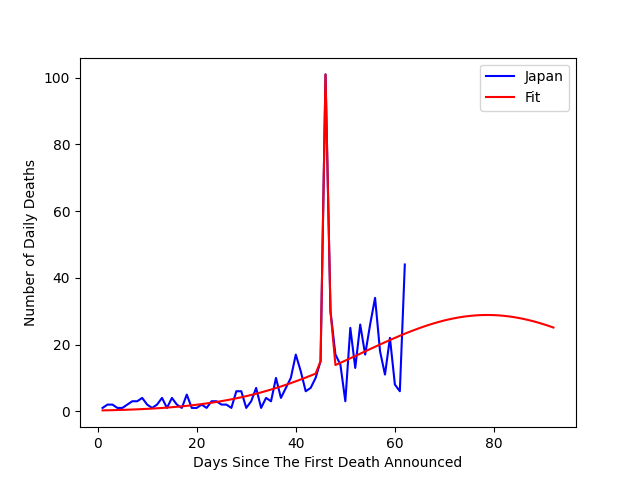 Japan
Fit
Number of Daily Deaths
100
80
60
40
20
0
0 20 40 60 80
Days Since The First Death Announced